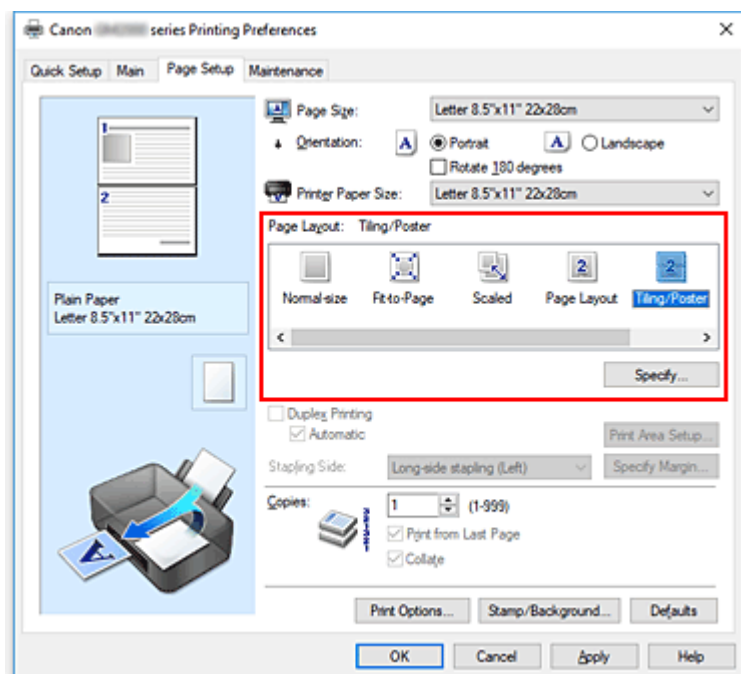 Canon series Printing Preferences
Quick Setup Main Page Setup Maintenance
1
2
Plain Paper
Letter 8.5"x11" 22x28cm
Page Size: Letter 8.5"x11" 22x28cm
Orientation: A Portrait A Landscape
Rotate 180 degrees
Printer Paper Size: Letter 8.5"x11" 22x28cm
Page Layout: Tiling/Poster
2 2
Normal-size Fit-to-Page Scaled Page Layout Tiling/Poster
Specify...
Duplex Printing
Automatic Print Area Setup...
Stapling Side: Long-side stapling (Left) Specify Margin...
Copies: 1 (1-999)
Print from Last Page
Collate
A
Print Options... Stamp/Background... Defaults
OK Cancel Apply Help